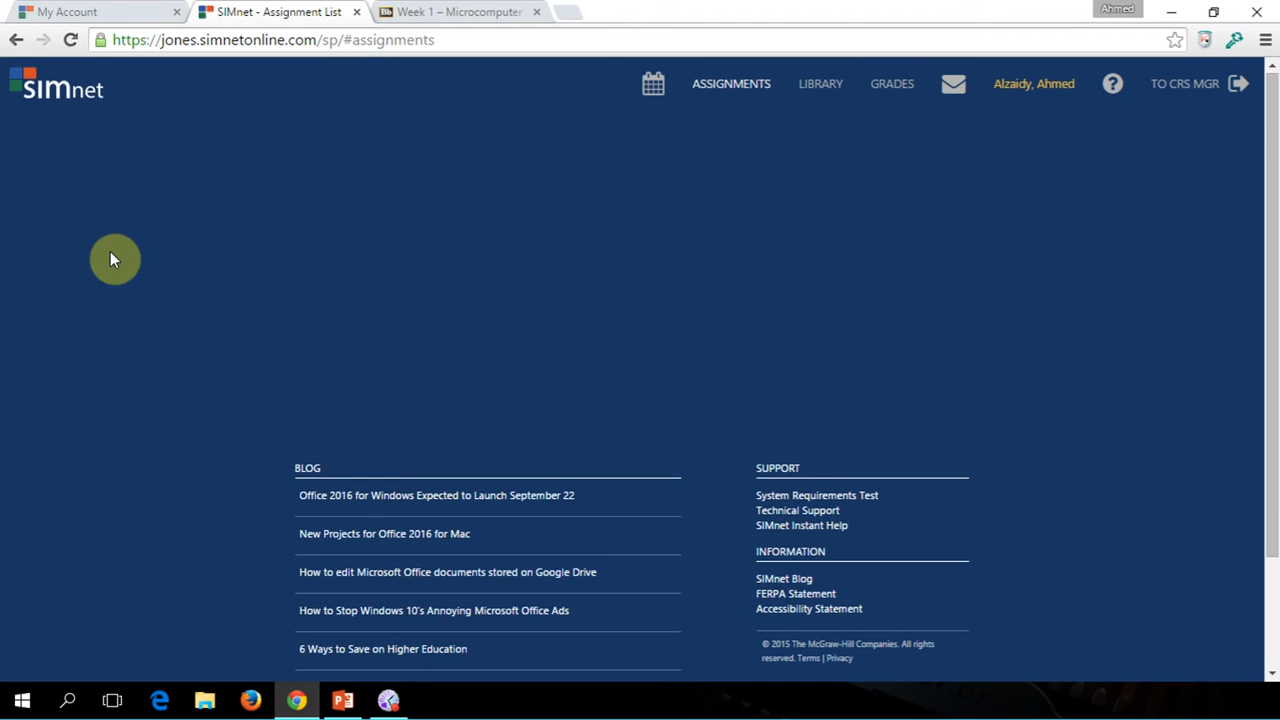 My Account
SIMnet - Assignment List
Week 1 – Microcomputer
Ahmed
https://jones.simnetonline.com/sp/#assignments
SIMnet
ASSIGNMENTS
LIBRARY
GRADES
Alzaidy, Ahmed
?
TO CRS MGR
BLOG
Office 2016 for Windows Expected to Launch September 22
New Projects for Office 2016 for Mac
How to edit Microsoft Office documents stored on Google Drive
How to Stop Windows 10's Annoying Microsoft Office Ads
6 Ways to Save on Higher Education
SUPPORT
System Requirements Test
Technical Support
SIMnet Instant Help
INFORMATION
SIMnet Blog
FERPA Statement
Accessibility Statement
© 2015 The McGraw-Hill Companies. All rights
reserved. Terms | Privacy